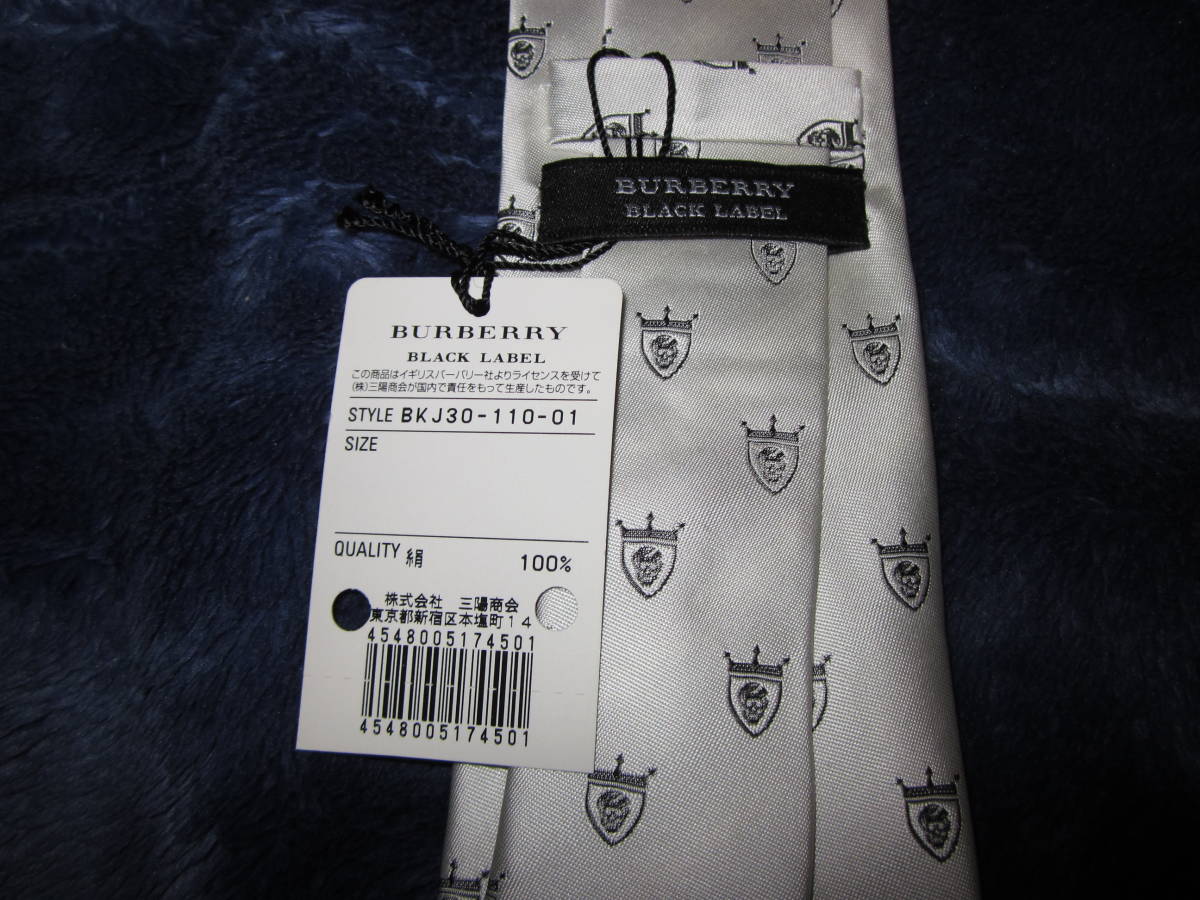 BURBERRY
BLACK LABEL
BURBERRY
BLACK LABEL
この商品はイギリスバーバリー社よりライセンスを受けて
(株)三陽商会が国内で責任をもって生産したものです。
STYLE BKJ30-110-01
SIZE
QUALITY 絹 100%
株式会社 三陽商会
東京都新宿区本塩町14
4548005174501
4548005174501